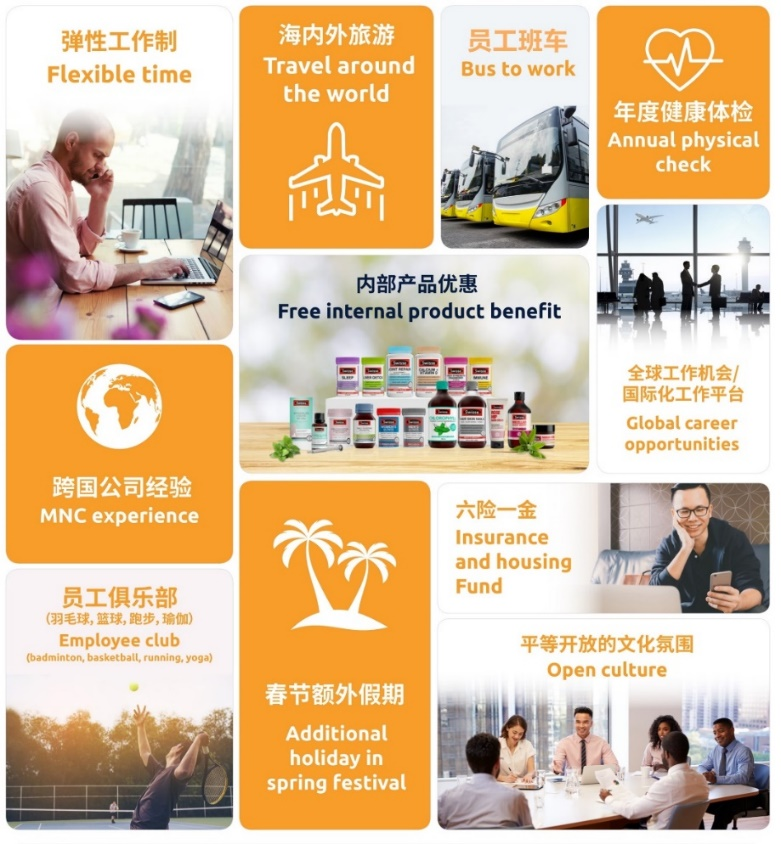 弹性工作制
Flexible time
海内外旅游
Travel around
the world
员工班车
Bus to work
年度健康体检
Annual physical
check
内部产品优惠
Free internal product benefit
全球工作机会/
国际化工作平台
Global career
opportunities
跨国公司经验
MNC experience
春节额外假期
Additional
holiday in
spring festival
六险一金
Insurance
and housing
Fund
员工俱乐部
(羽毛球, 篮球, 跑步, 瑜伽)
Employee club
(badminton, basketball, running, yoga)
平等开放的文化氛围
Open culture